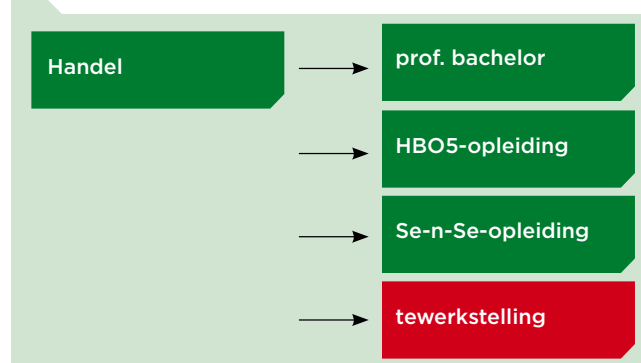 Handel
prof. bachelor
HBO5-opleiding
Se-n-Se-opleiding
tewerkstelling